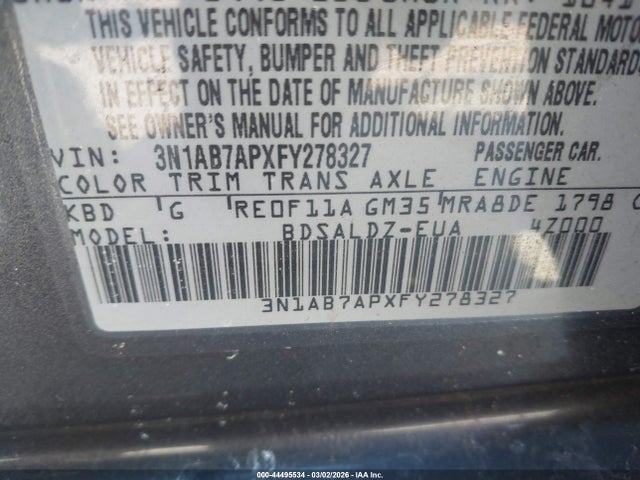 THIS VEHICLE CONFORMS TO ALL APPLICABLE FEDERAL MOTOR
VEHICLE SAFETY, BUMPER AND THEFT PREVENTION STANDARDS
IN EFFECT ON THE DATE OF MANUFACTURE SHOWN ABOVE.
SEE OWNER'S MANUAL FOR ADDITIONAL INFORMATION.
VIN: 3N1AB7APXFY278327 PASSENGER CAR.
COLOR TRIM TRANS AXLE ENGINE
KBD G RE0F11A GM35 MRA8DE 1798 C
MODEL: BDSALDZ-EUA 4Z000
3N1AB7APXFY278327
000-44495534 | 03/02/2026 - IAA Inc.